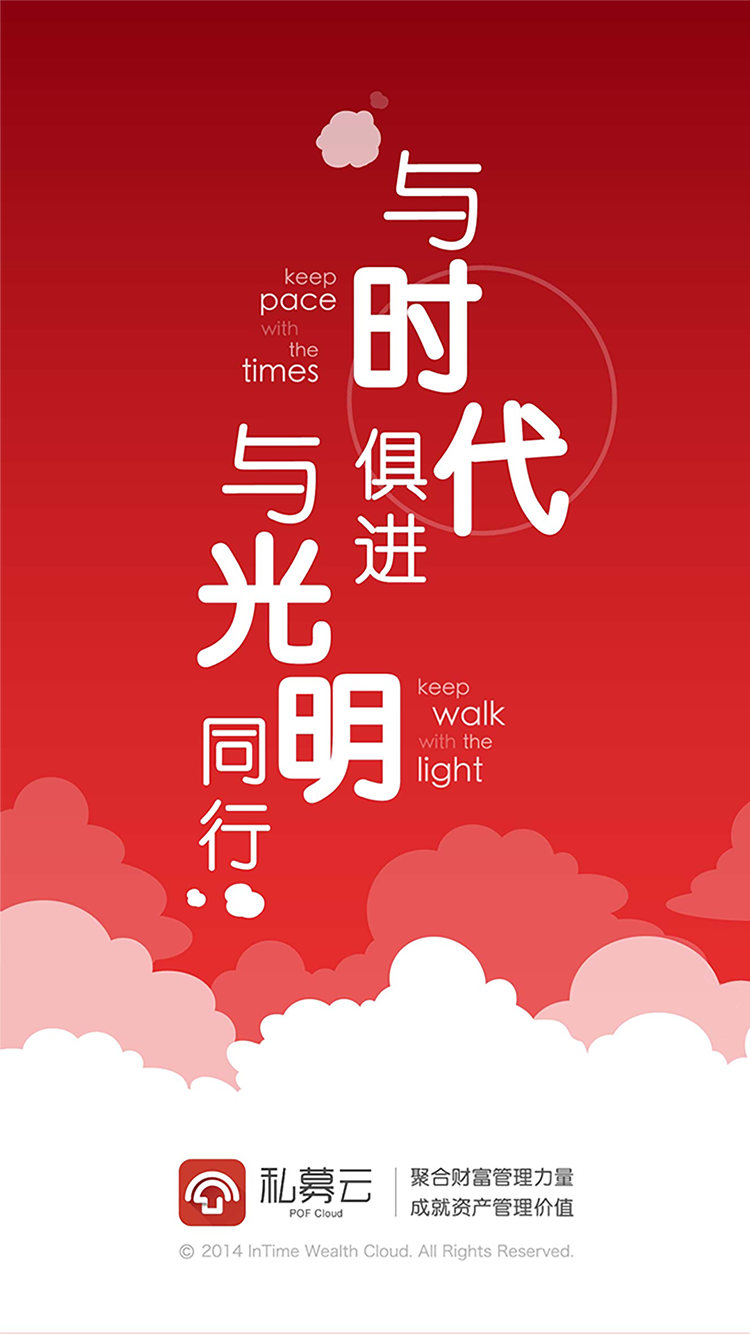 与时代俱进
keep
pace
with
the
times
与光明同行
keep
walk
with the
light
私募云
POF Cloud
聚合财富管理力量
成就资产管理价值
© 2014 InTime Wealth Cloud. All Rights Reserved.